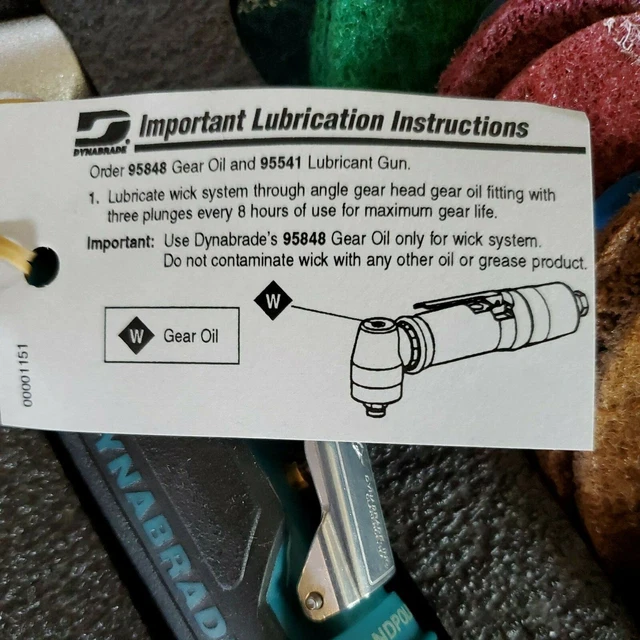 DYNABRADE
Important Lubrication Instructions
Order 95848 Gear Oil and 95541 Lubricant Gun.
1. Lubricate wick system through angle gear head gear oil fitting with
three plunges every 8 hours of use for maximum gear life.
Important: Use Dynabrade's 95848 Gear Oil only for wick system.
Do not contaminate wick with any other oil or grease product.
W
W Gear Oil
00001151
YNABRAD
NDPOW